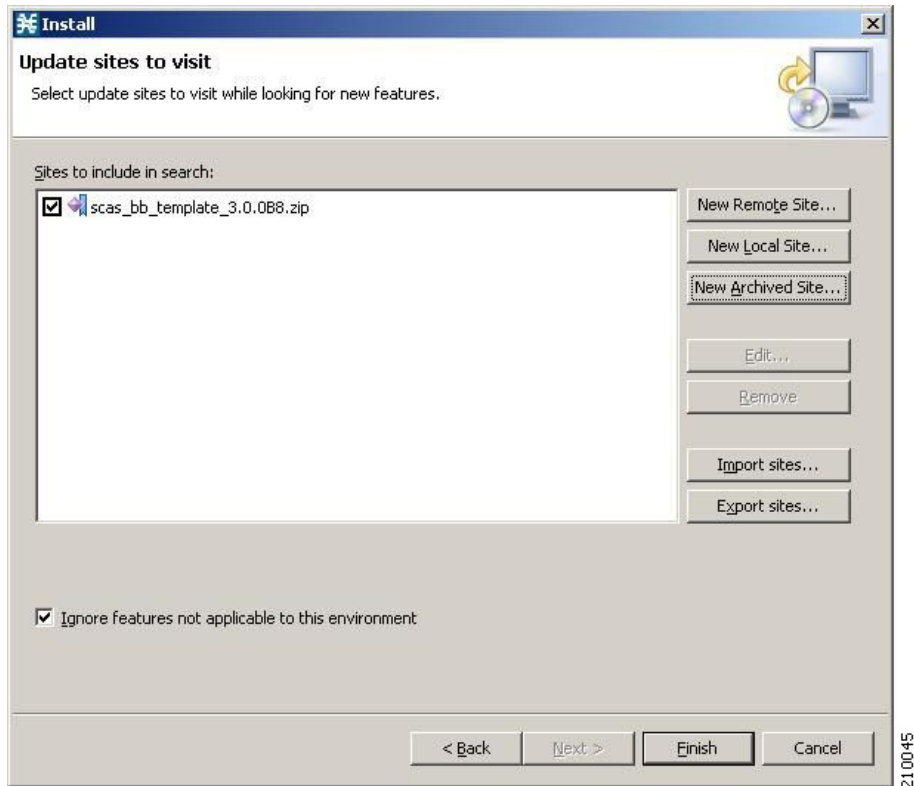 Install
Update sites to visit
Select update sites to visit while looking for new features.
Sites to include in search:
scas_bb_template_3.0.0B8.zip
New Remote Site...
New Local Site...
New Archived Site...
Edit...
Remove
Import sites...
Export sites...
Ignore features not applicable to this environment
< Back
Next >
Finish
Cancel
210045